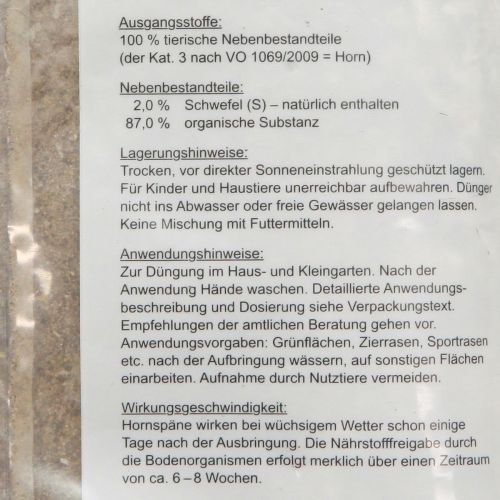 Ausgangsstoffe:
100 % tierische Nebenbestandteile
(der Kat. 3 nach VO 1069/2009 = Horn)
Nebenbestandteile:
2,0 % Schwefel (S) – natürlich enthalten
87,0 % organische Substanz
Lagerungshinweise:
Trocken, vor direkter Sonneneinstrahlung geschützt lagern.
Für Kinder und Haustiere unerreichbar aufbewahren. Dünger
nicht ins Abwasser oder freie Gewässer gelangen lassen.
Keine Mischung mit Futtermitteln.
Anwendungshinweise:
Zur Düngung im Haus- und Kleingarten. Nach der
Anwendung Hände waschen. Detaillierte Anwendungs-
beschreibung und Dosierung siehe Verpackungstext.
Empfehlungen der amtlichen Beratung gehen vor.
Anwendungsvorgaben: Grünflächen, Zierrasen, Sportrasen
etc. nach der Aufbringung wässern, auf sonstigen Flächen
einarbeiten. Aufnahme durch Nutztiere vermeiden.
Wirkungsgeschwindigkeit:
Hornspäne wirken bei wüchsigem Wetter schon einige
Tage nach der Ausbringung. Die Nährstofffreigabe durch
die Bodenorganismen erfolgt merklich über einen Zeitraum
von ca. 6 – 8 Wochen.